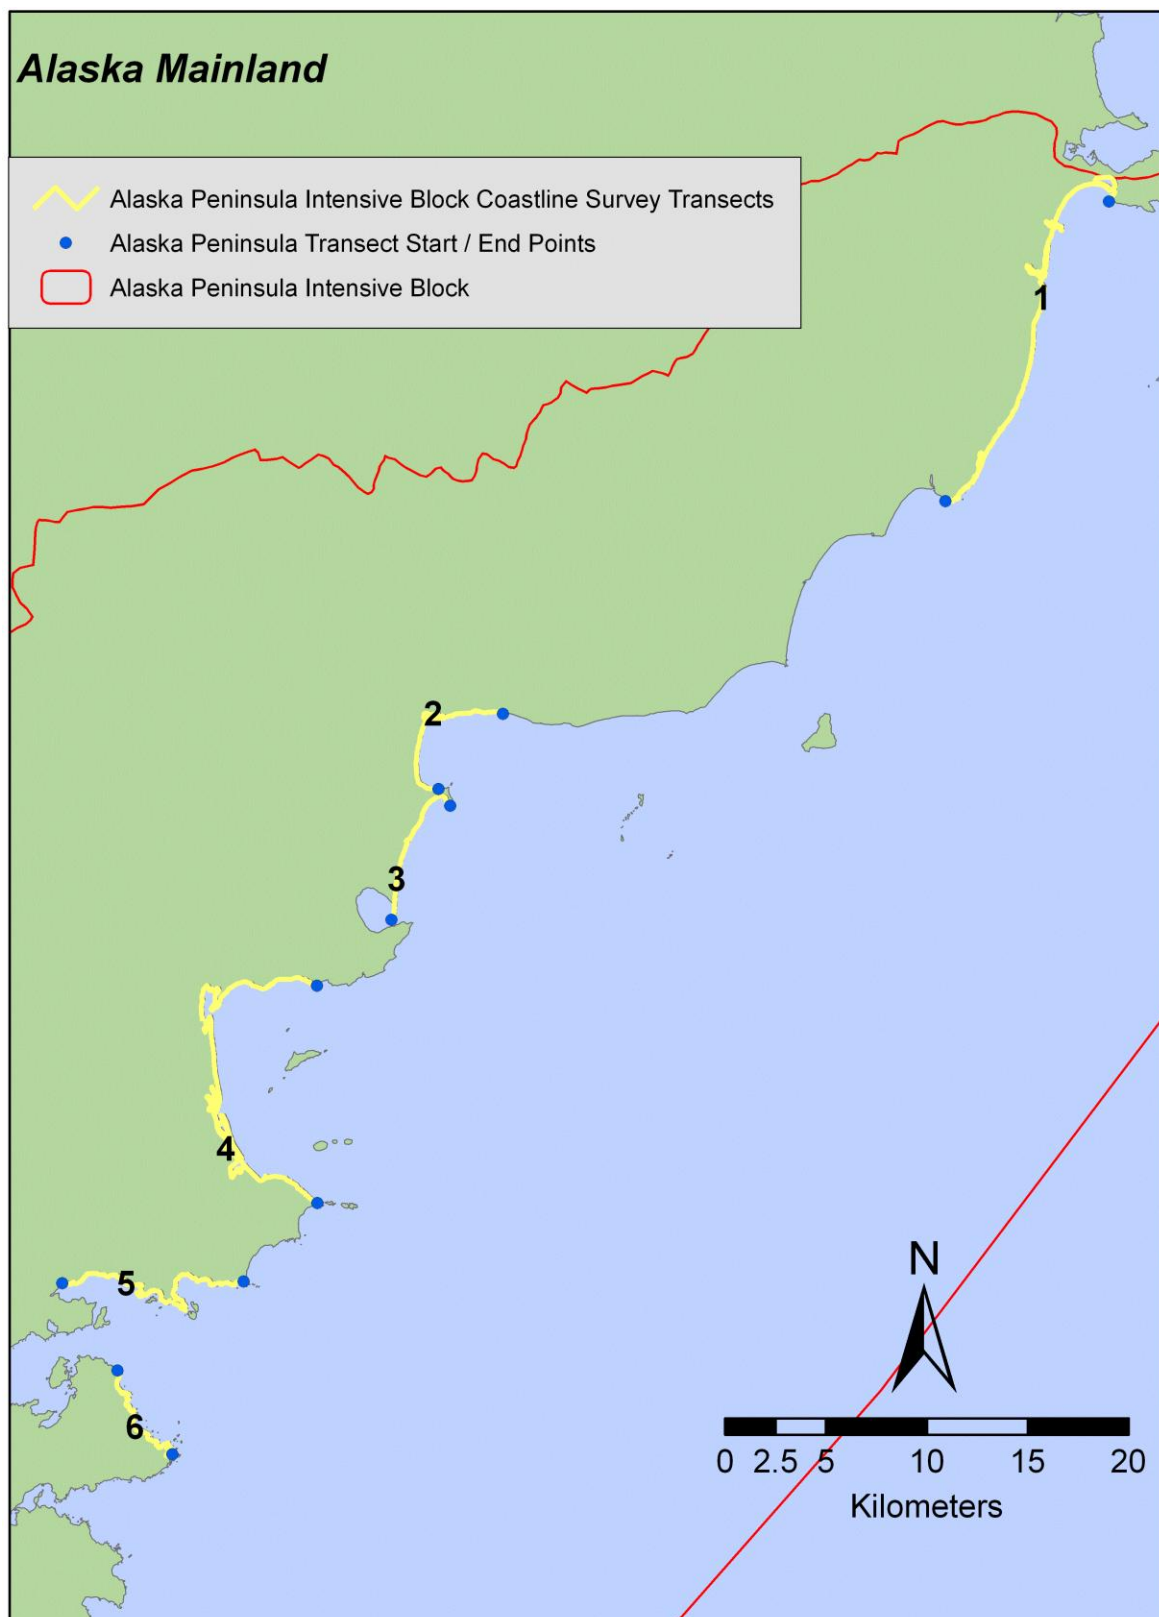 Alaska Mainland
Alaska Peninsula Intensive Block Coastline Survey Transects
Alaska Peninsula Transect Start / End Points
Alaska Peninsula Intensive Block
1
2
3
4
5
6
N
0 2.5 5 10 15 20
Kilometers